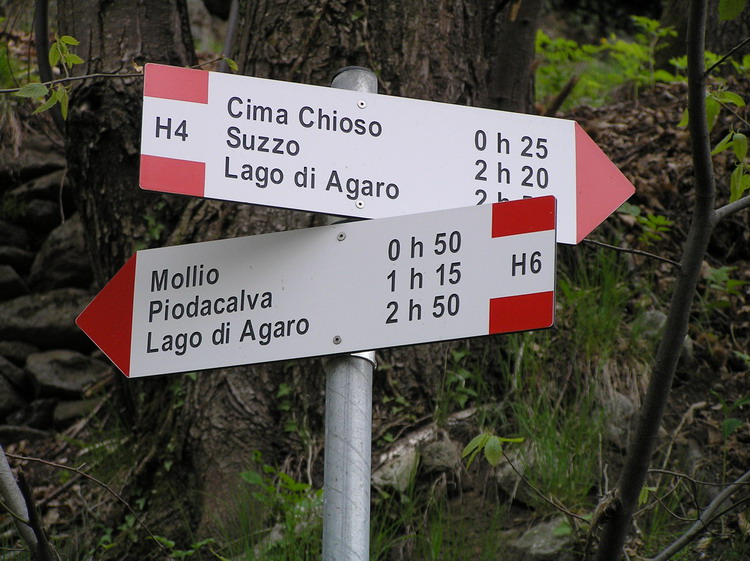 H4
Cima Chioso 0 h 25
Suzzo 2 h 20
Lago di Agaro 2 h
Mollio 0 h 50
Piodacalva 1 h 15
Lago di Agaro 2 h 50
H6